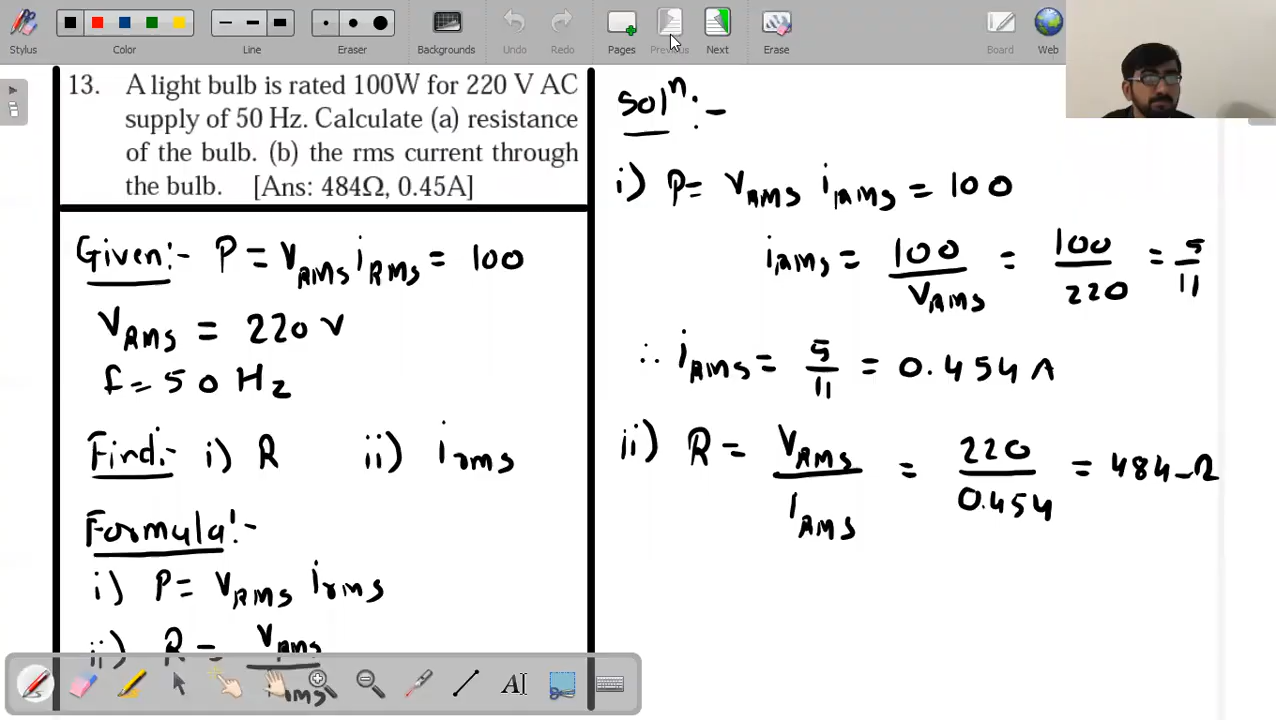 Stylus
Color
Line
Eraser
Backgrounds
Undo
Redo
Pages
Previous
Next
Erase
Board
Web
13. A light bulb is rated 100W for 220 V AC
supply of 50 Hz. Calculate (a) resistance
of the bulb. (b) the rms current through
the bulb. [Ans: 484Ω, 0.45A]
Given:- P = VRMS iRMS = 100
VRMS = 220 V
f = 50 Hz
Find:- i) R ii) irms
Formula:-
i) P = VRMS irms
ii) R = VRMS
irms
Solⁿ:-
i) P = VRMS iRMS = 100
iRMS = 100/VRMS = 100/220 = 5/11
∴ iRMS = 5/11 = 0.454 A
ii) R = VRMS/IRMS = 220/0.454 = 484 Ω